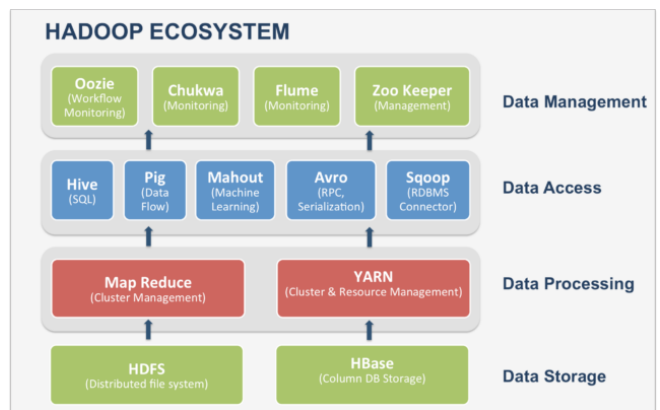 HADOOP ECOSYSTEM
Oozie
(Workflow
Monitoring)
Chukwa
(Monitoring)
Flume
(Monitoring)
Zoo Keeper
(Management)
Data Management
Hive
(SQL)
Pig
(Data
Flow)
Mahout
(Machine
Learning)
Avro
(RPC,
Serialization)
Sqoop
(RDBMS
Connector)
Data Access
Map Reduce
(Cluster Management)
YARN
(Cluster & Resource Management)
Data Processing
HDFS
(Distributed file system)
HBase
(Column DB Storage)
Data Storage